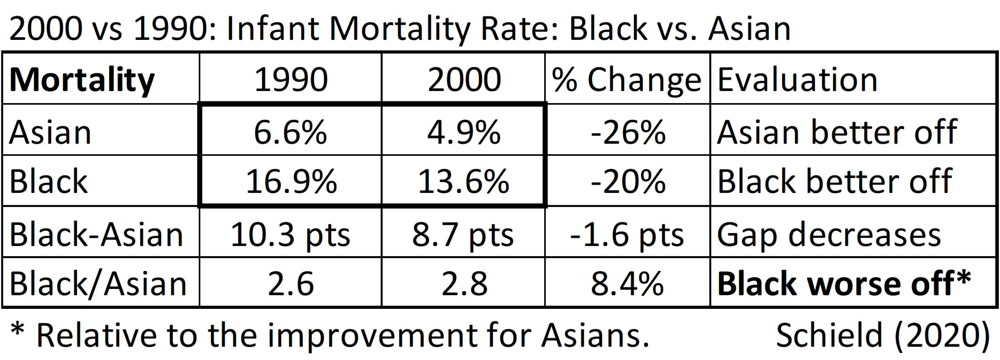 2000 vs 1990: Infant Mortality Rate: Black vs. Asian
Mortality 1990 2000 % Change Evaluation
Asian 6.6% 4.9% -26% Asian better off
Black 16.9% 13.6% -20% Black better off
Black-Asian 10.3 pts 8.7 pts -1.6 pts Gap decreases
Black/Asian 2.6 2.8 8.4% Black worse off*
* Relative to the improvement for Asians. Schield (2020)